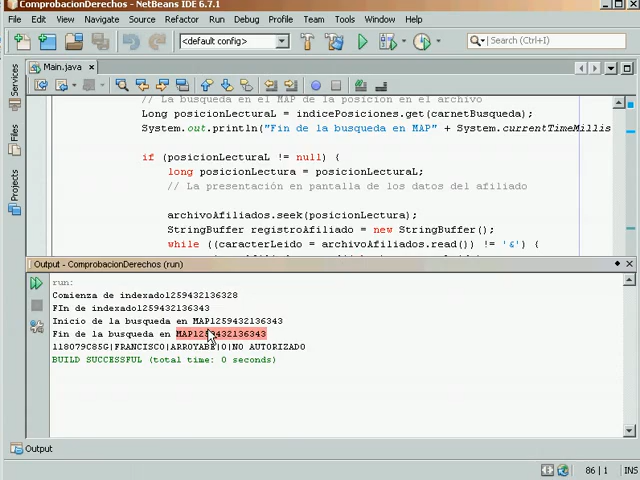 ComprobacionDerechos - NetBeans IDE 6.7.1
File Edit View Navigate Source Refactor Run Debug Profile Team Tools Window Help
<default config>
Search (Ctrl+I)
Main.java
Services
Files
Projects
// La busqueda en el MAP de la posicion en el archivo
Long posicionLecturaL = indicePosiciones.get(carnetBusqueda);
System.out.println("Fin de la busqueda en MAP" + System.currentTimeMillis
if (posicionLecturaL != null) {
long posicionLectura = posicionLecturaL;
// La presentación en pantalla de los datos del afiliado
archivoAfiliados.seek(posicionLectura);
StringBuffer registroAfiliado = new StringBuffer();
while ((caracterLeido = archivoAfiliados.read()) != '&') {
Output - ComprobacionDerechos (run)
run:
Comienza de indexado1259432136328
FIn de indexado1259432136343
Inicio de la busqueda en MAP1259432136343
Fin de la busqueda en MAP1259432136343
118079C85G|FRANCISCO|ARROYABE|0|NO AUTORIZADO
BUILD SUCCESSFUL (total time: 0 seconds)
Output
86 | 1 INS